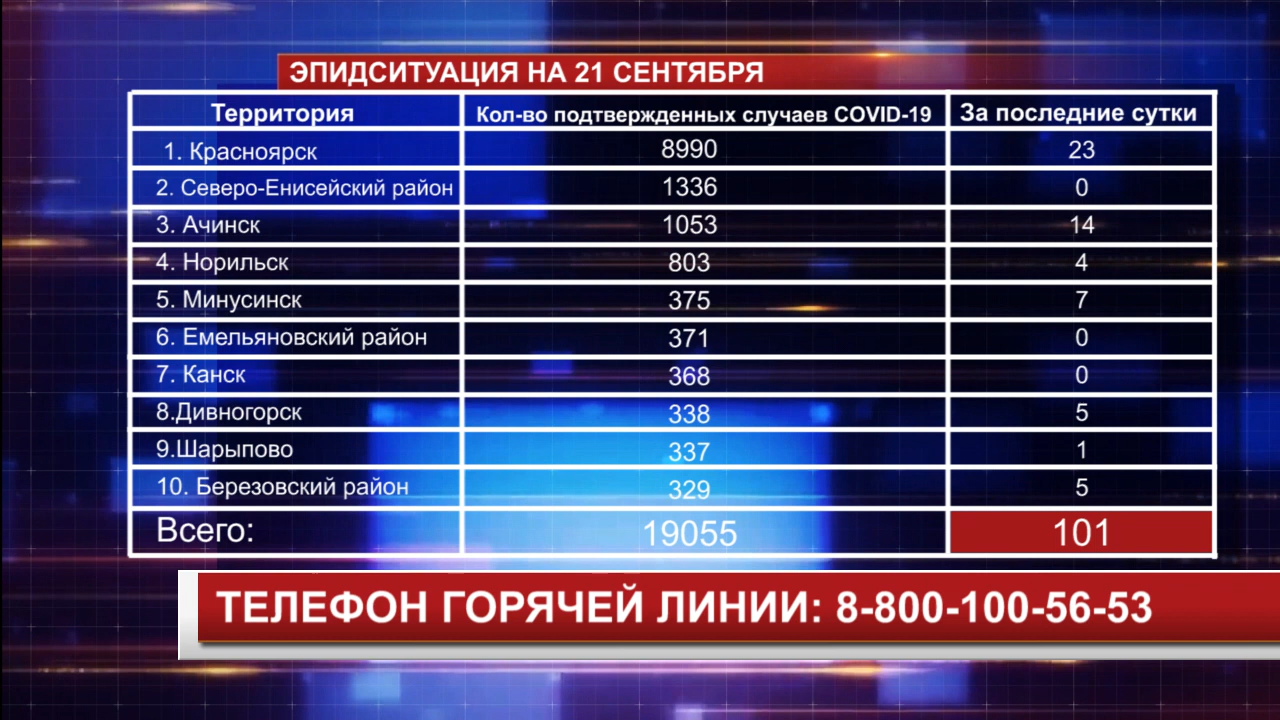 ЭПИДСИТУАЦИЯ НА 21 СЕНТЯБРЯ
Территория Кол-во подтвержденных случаев COVID-19 За последние сутки
1. Красноярск 8990 23
2. Северо-Енисейский район 1336 0
3. Ачинск 1053 14
4. Норильск 803 4
5. Минусинск 375 7
6. Емельяновский район 371 0
7. Канск 368 0
8.Дивногорск 338 5
9.Шарыпово 337 1
10. Березовский район 329 5
Всего: 19055 101
ТЕЛЕФОН ГОРЯЧЕЙ ЛИНИИ: 8-800-100-56-53